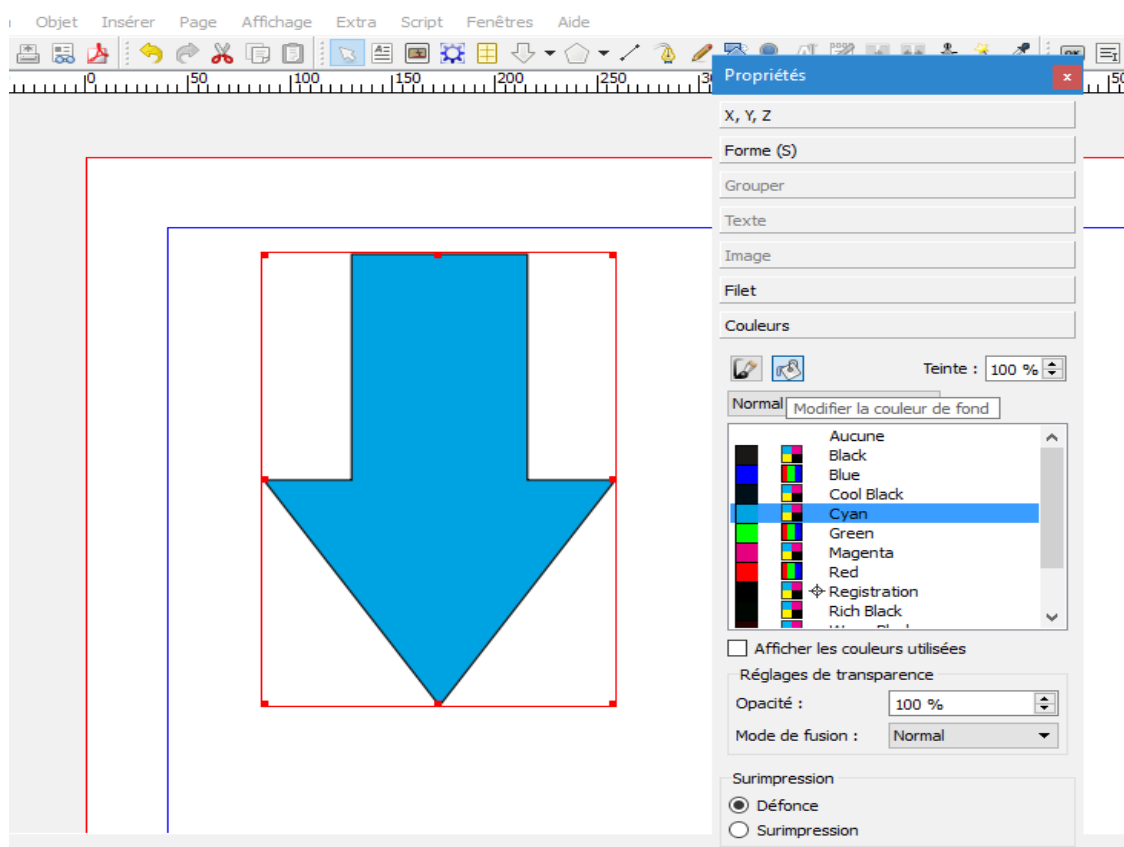 Objet Insérer Page Affichage Extra Script Fenêtres Aide
0 50 100 150 200 250
Propriétés
X, Y, Z
Forme (S)
Grouper
Texte
Image
Filet
Couleurs
Teinte : 100 %
Normal
Modifier la couleur de fond
Aucune
Black
Blue
Cool Black
Cyan
Green
Magenta
Red
Registration
Rich Black
Afficher les couleurs utilisées
Réglages de transparence
Opacité : 100 %
Mode de fusion : Normal
Surimpression
Défonce
Surimpression